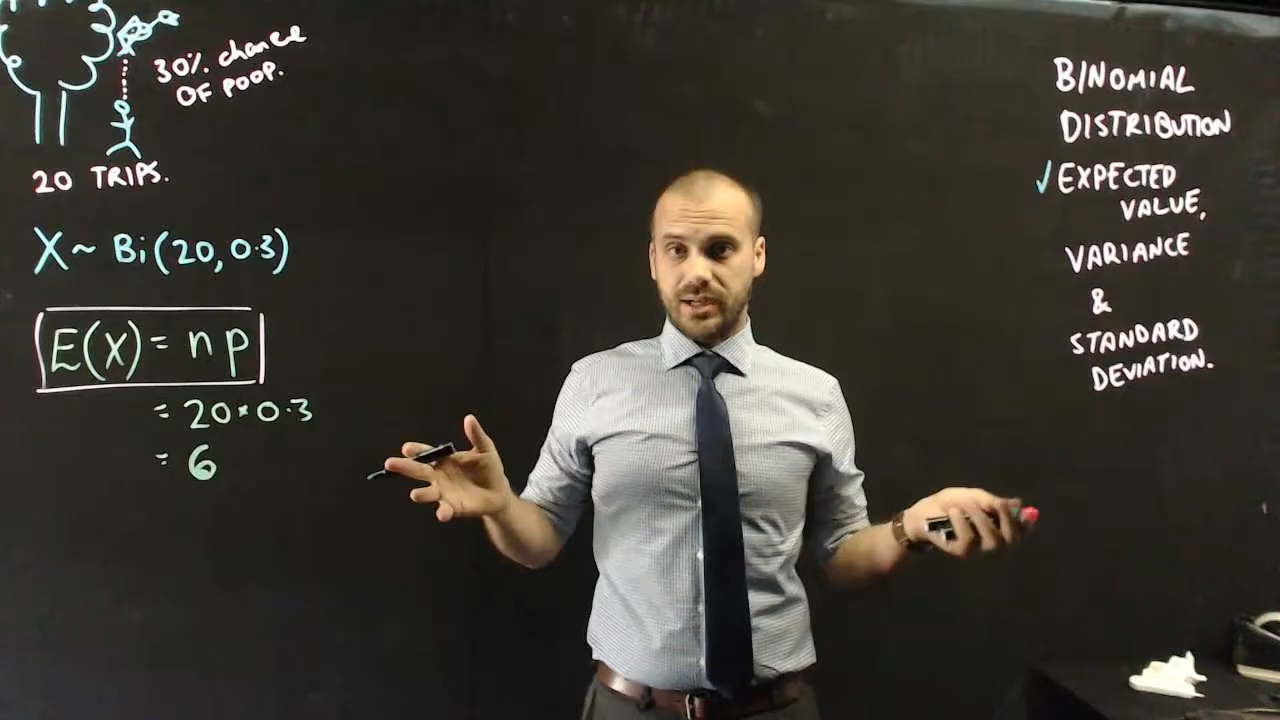 30% chance
OF POOP.
20 TRIPS.
X ~ Bi(20, 0.3)
E(X) = np
= 20 × 0.3
= 6
BINOMIAL
DISTRIBUTION
✓ EXPECTED
VALUE,
VARIANCE
&
STANDARD
DEVIATION.